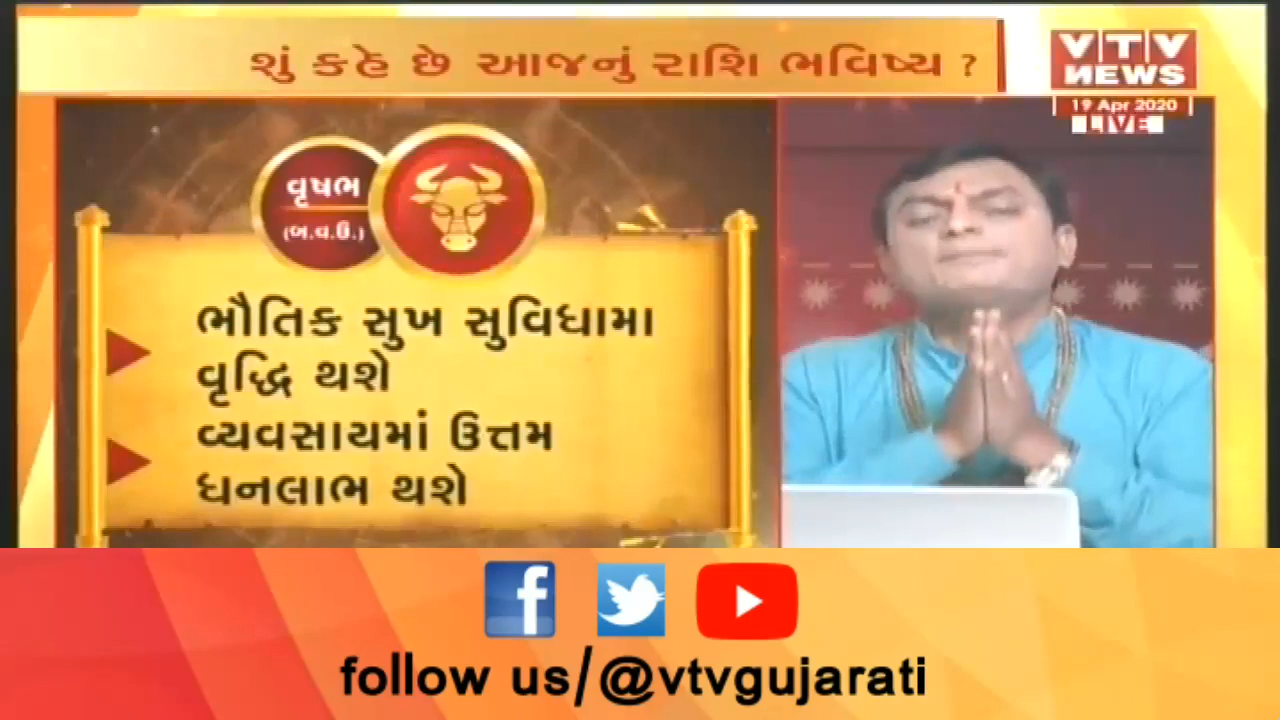 શું કહે છે આજનું રાશિ ભવિષ્ય ?
VTV
NEWS
19 Apr 2020
LIVE
વૃષભ
(બ.વ.ઉ.)
ભૌતિક સુખ સુવિધામા
વૃદ્ધિ થશે
વ્યવસાયમાં ઉત્તમ
ધનલાભ થશે
follow us/@vtvgujarati